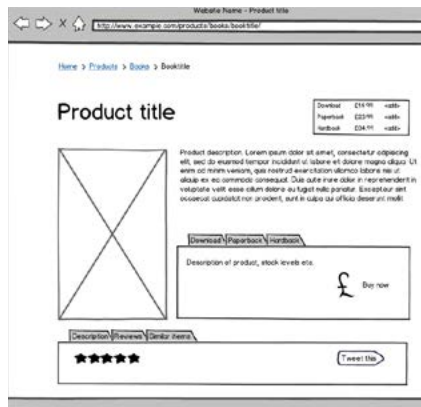 Website Name - Product title
http://www.example.com/products/books/booktitle/
Home > Products > Books > Booktitle
Product title
Download £16.99 <add>
Paperback £23.99 <add>
Hardback £34.99 <add>
Product description. Lorem ipsum dolor sit amet, consectetur adipiscing
elit, sed do eiusmod tempor incididunt ut labore et dolore magna aliqua. Ut
enim ad minim veniam, quis nostrud exercitation ullamco laboris nisi ut
aliquip ex ea commodo consequat. Duis aute irure dolor in reprehenderit in
voluptate velit esse cillum dolore eu fugiat nulla pariatur. Excepteur sint
occaecat cupidatat non proident, sunt in culpa qui officia deserunt mollit
Download Paperback Hardback
Description of product, stock levels etc.
£ Buy now
Description Reviews Similar items
Tweet this